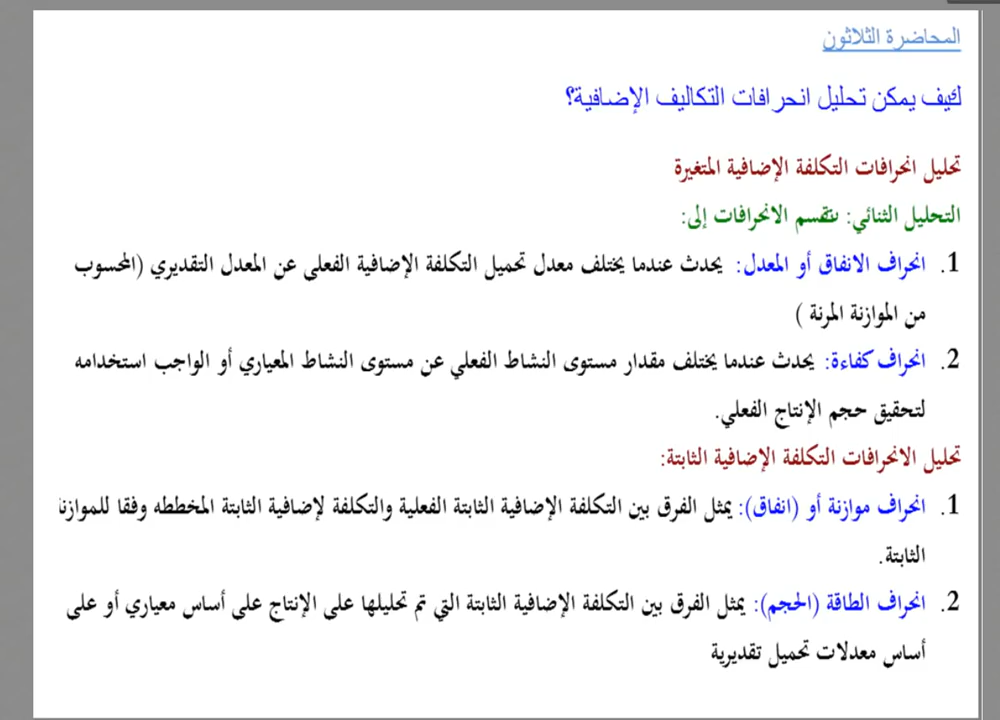 المحاضرة الثلاثون
كيف يمكن تحليل انحرافات التكاليف الإضافية؟
تحليل انحرافات التكلفة الإضافية المتغيرة
التحليل الثنائي: تنقسم الانحرافات إلى:
1. انحراف الانفاق أو المعدل: يحدث عندما يختلف معدل تحميل التكلفة الإضافية الفعلي عن المعدل التقديري (المحسوب
من الموازنة المرنة )
2. انحراف كفاءة: يحدث عندما يختلف مقدار مستوى النشاط الفعلي عن مستوى النشاط المعياري أو الواجب استخدامه
لتحقيق حجم الإنتاج الفعلي.
تحليل الانحرافات التكلفة الإضافية الثابتة:
1. انحراف موازنة أو (انفاق): يمثل الفرق بين التكلفة الإضافية الثابتة الفعلية والتكلفة لإضافية الثابتة المخططه وفقا للموازنة
الثابتة.
2. انحراف الطاقة (الحجم): يمثل الفرق بين التكلفة الإضافية الثابتة التي تم تحليلها على الإنتاج على أساس معياري أو على
أساس معدلات تحميل تقديرية